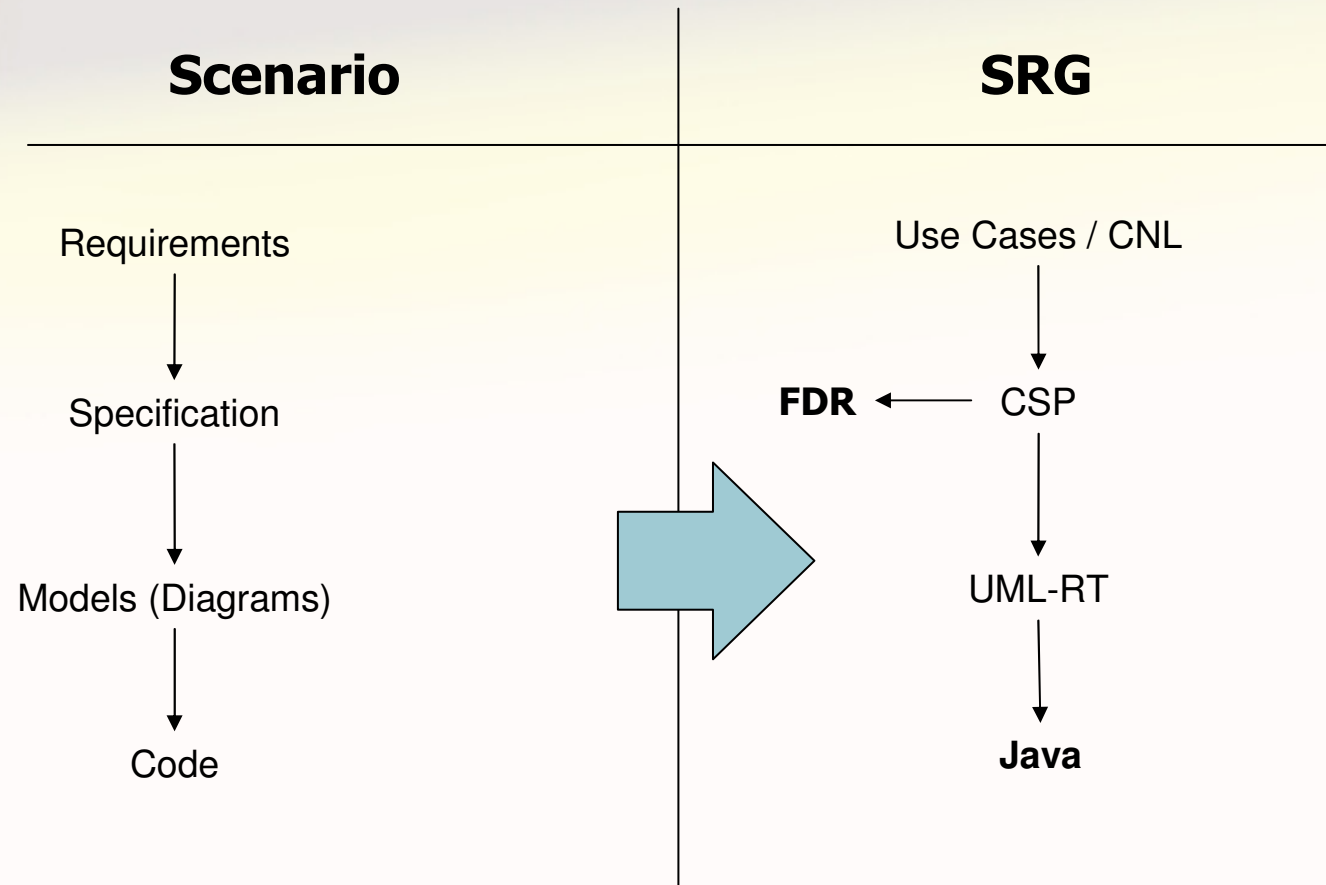 Scenario
SRG
Requirements
Use Cases / CNL
Specification
FDR
CSP
Models (Diagrams)
UML-RT
Code
Java